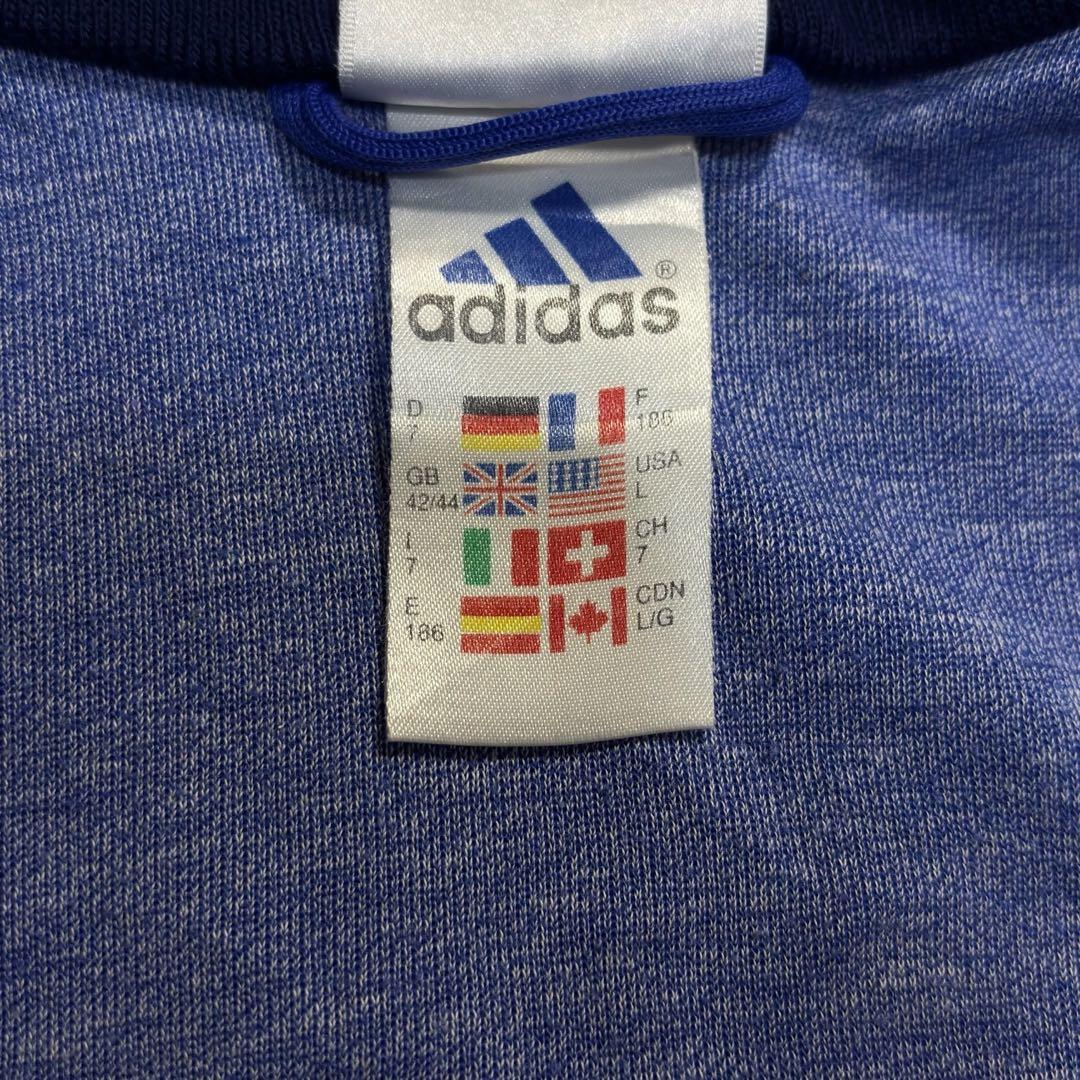 adidas®
D
7
F
186
GB
42/44
USA
L
I
7
CH
7
E
186
CDN
L/G